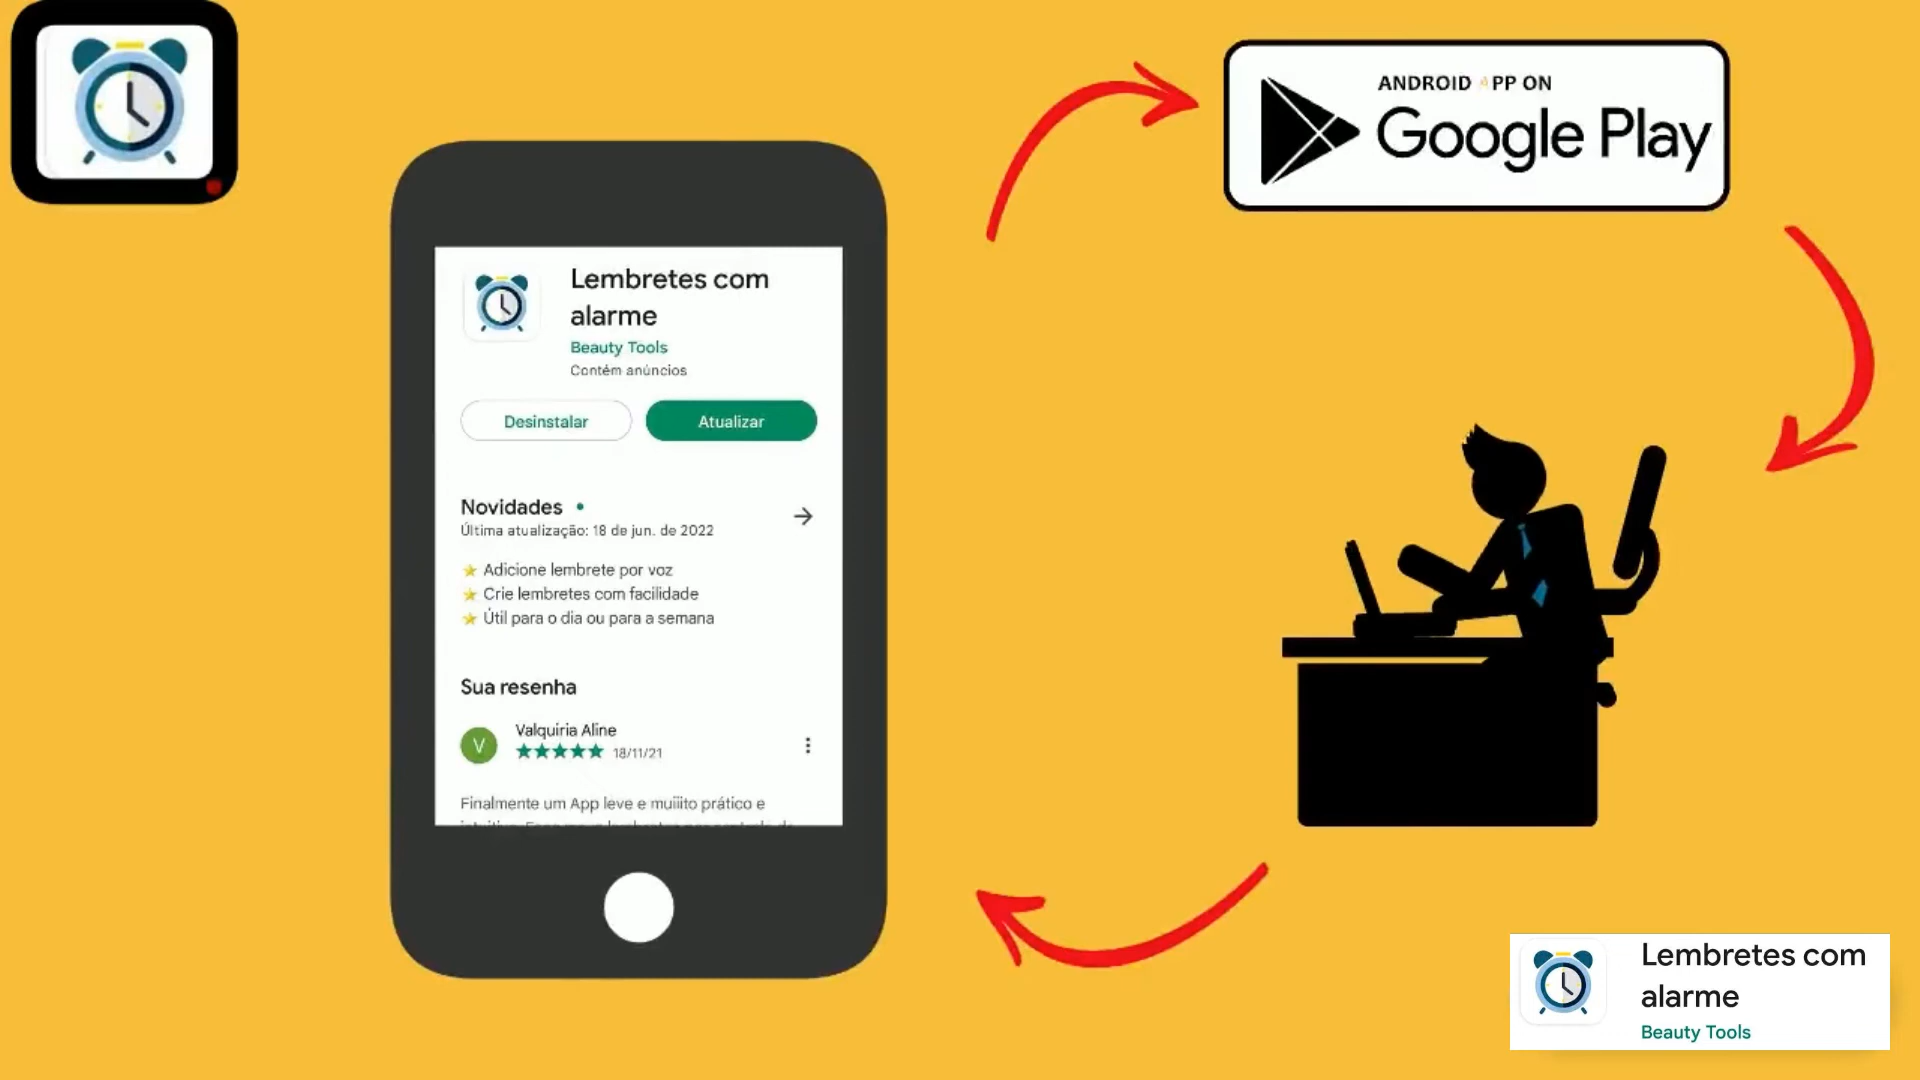 Lembretes com
alarme
Beauty Tools
Contém anúncios
Desinstalar
Atualizar
Novidades
Última atualização: 18 de jun. de 2022
Adicione lembrete por voz
Crie lembretes com facilidade
Útil para o dia ou para a semana
Sua resenha
V
Valquiria Aline
18/11/21
Finalmente um App leve e muiiito prático e
ANDROID APP ON
Google Play
Lembretes com
alarme
Beauty Tools